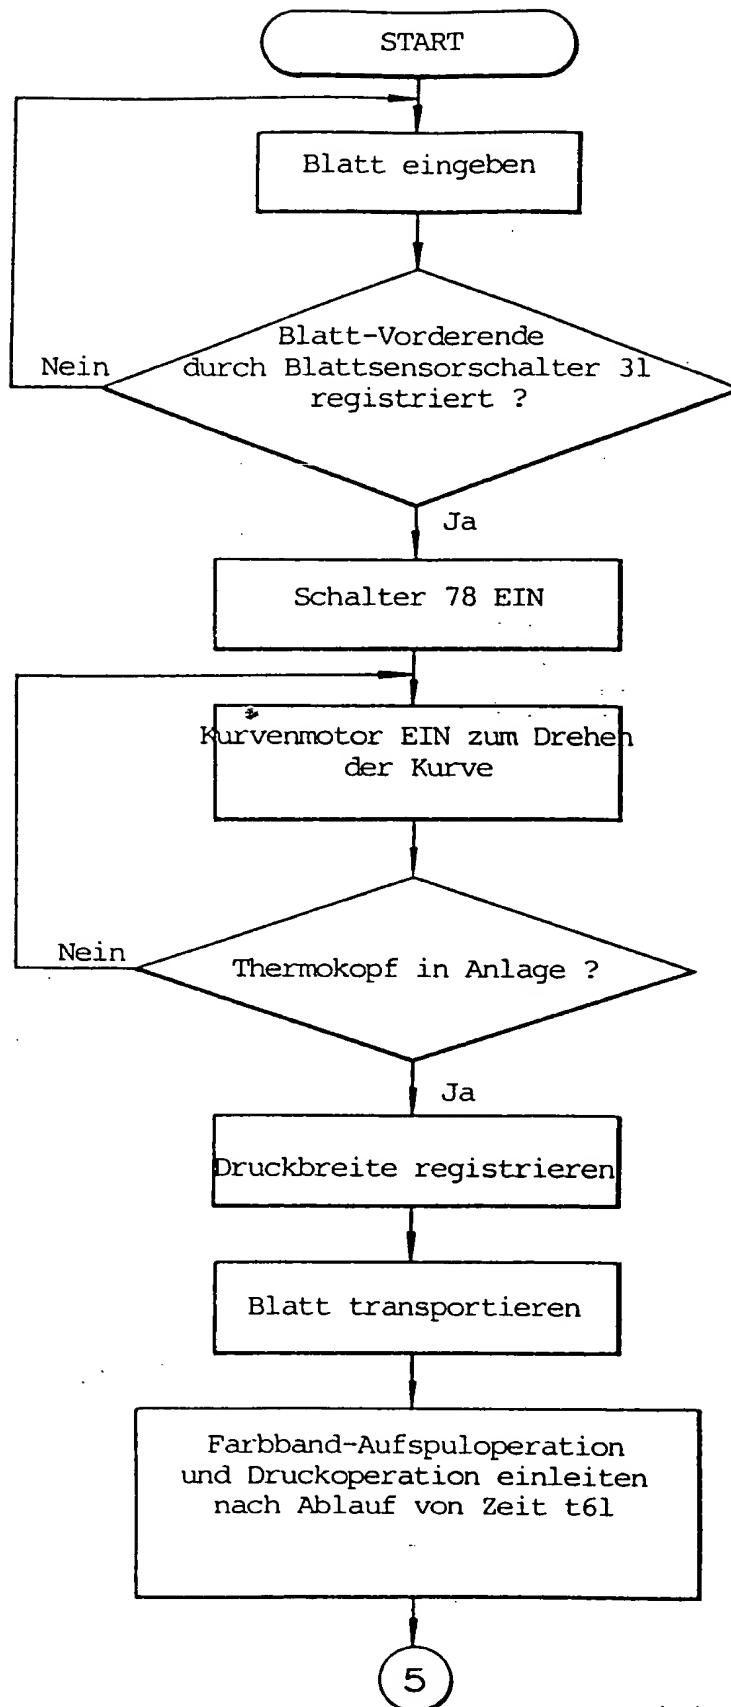 START
Blatt eingeben
Blatt-Vorderende
Nein
durch Blattsensorschalter 31
registriert ?
Ja
Schalter 78 EIN
Kurvenmotor EIN zum Drehen
der Kurve
Nein
Thermokopf in Anlage ?
Ja
Druckbreite registrieren
Blatt transportieren
Farbband-Aufspuloperation
und Druckoperation einleiten
nach Ablauf von Zeit t61
5